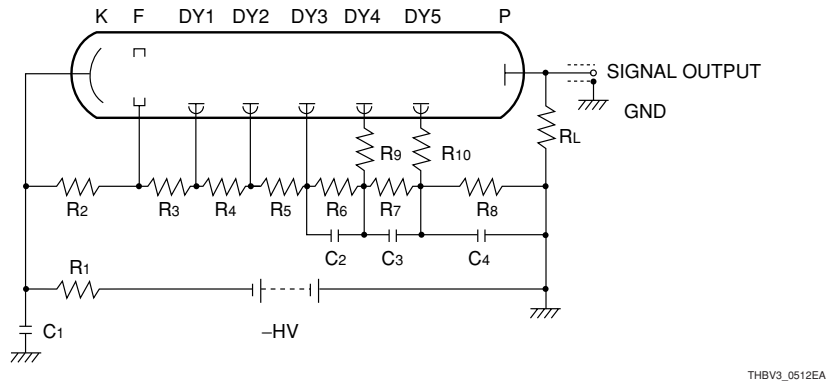 K F DY1 DY2 DY3 DY4 DY5 P
SIGNAL OUTPUT
GND
RL
R9 R10
R2 R3 R4 R5 R6 R7 R8
C2 C3 C4
R1
C1
−HV
THBV3_0512EA